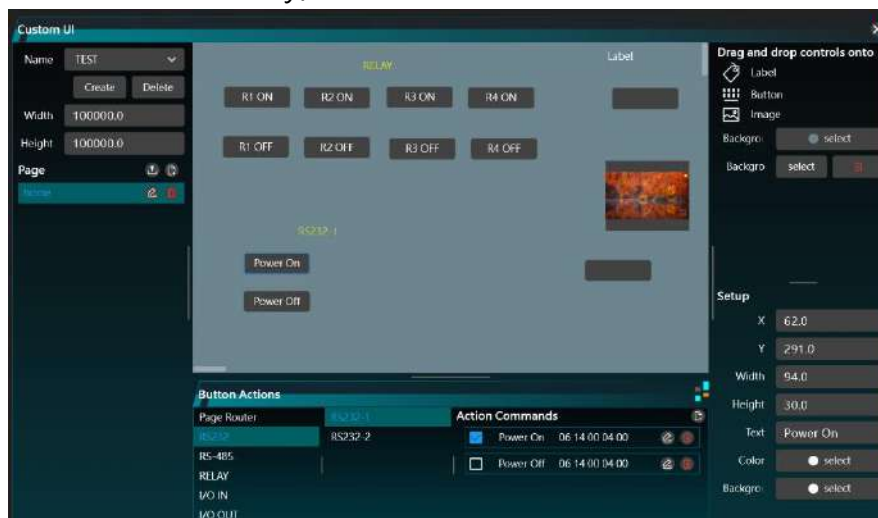 y,
Custom UI
Name TEST
Create Delete
Width 100000.0
Height 100000.0
Page
home
RELAY
Label
R1 ON R2 ON R3 ON R4 ON
R1 OFF R2 OFF R3 OFF R4 OFF
RS232-1
Power On
Power Off
Button Actions
Page Router RS232-1
RS232 RS232-2
RS-485
RELAY
I/O IN
I/O OUT
Action Commands
Power On 06 14 00 04 00
Power Off 06 14 00 04 00
Drag and drop controls onto
Label
Button
Image
Backgro select
Backgro select
Setup
X 62.0
Y 291.0
Width 94.0
Height 30.0
Text Power On
Color select
Backgro select